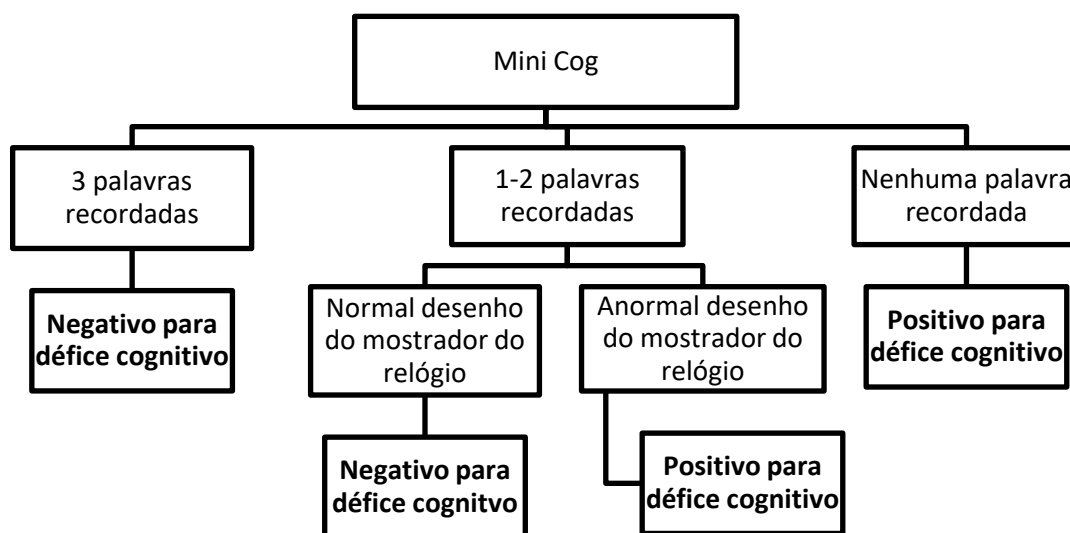 Mini Cog
3 palavras
recordadas
1-2 palavras
recordadas
Nenhuma palavra
recordada
Negativo para
défice cognitivo
Normal desenho
do mostrador do
relógio
Anormal desenho
do mostrador do
relógio
Positivo para
défice cognitivo
Negativo para
défice cognitvo
Positivo para
défice cognitivo